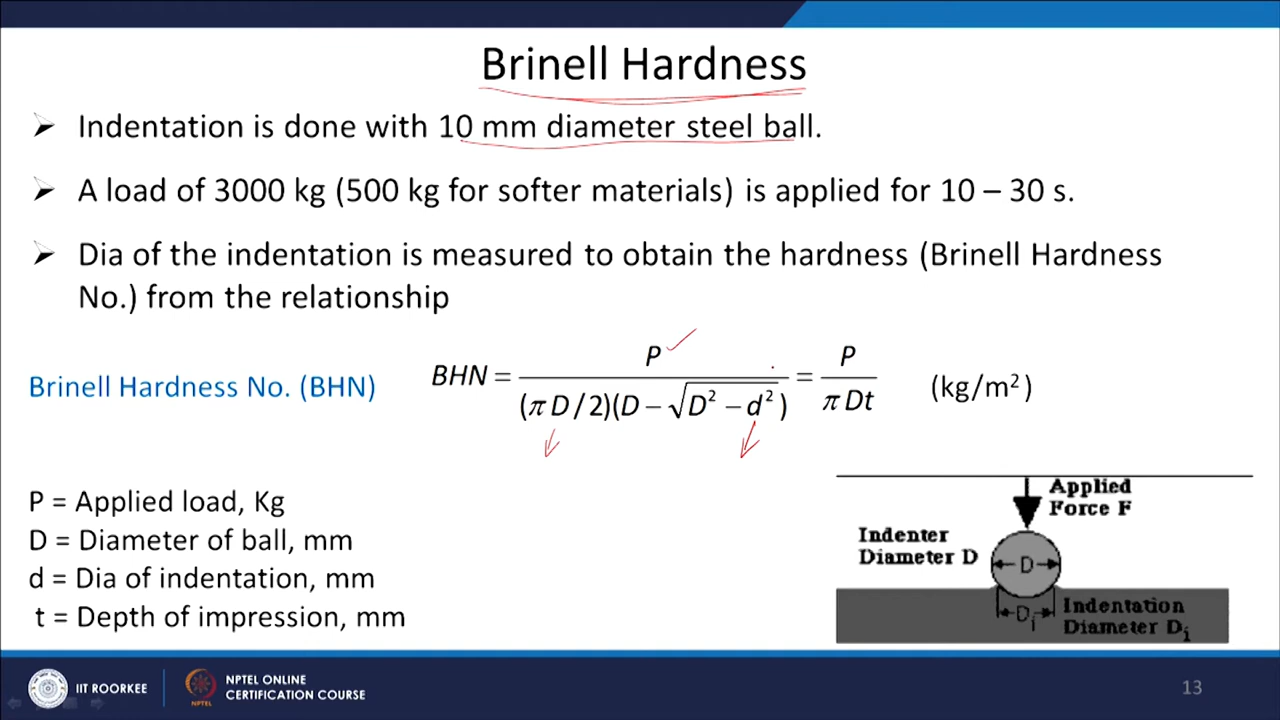 Brinell Hardness
➢ Indentation is done with 10 mm diameter steel ball.
➢ A load of 3000 kg (500 kg for softer materials) is applied for 10 – 30 s.
➢ Dia of the indentation is measured to obtain the hardness (Brinell Hardness
No.) from the relationship
Brinell Hardness No. (BHN) BHN = P / (π D / 2)(D – √D² – d²) = P / π Dt (kg/m²)
P = Applied load, Kg
D = Diameter of ball, mm
d = Dia of indentation, mm
t = Depth of impression, mm
Applied
Force F
Indenter
Diameter D
D
Di
Indentation
Diameter Di
IIT ROORKEE
NPTEL
NPTEL ONLINE
CERTIFICATION COURSE
13